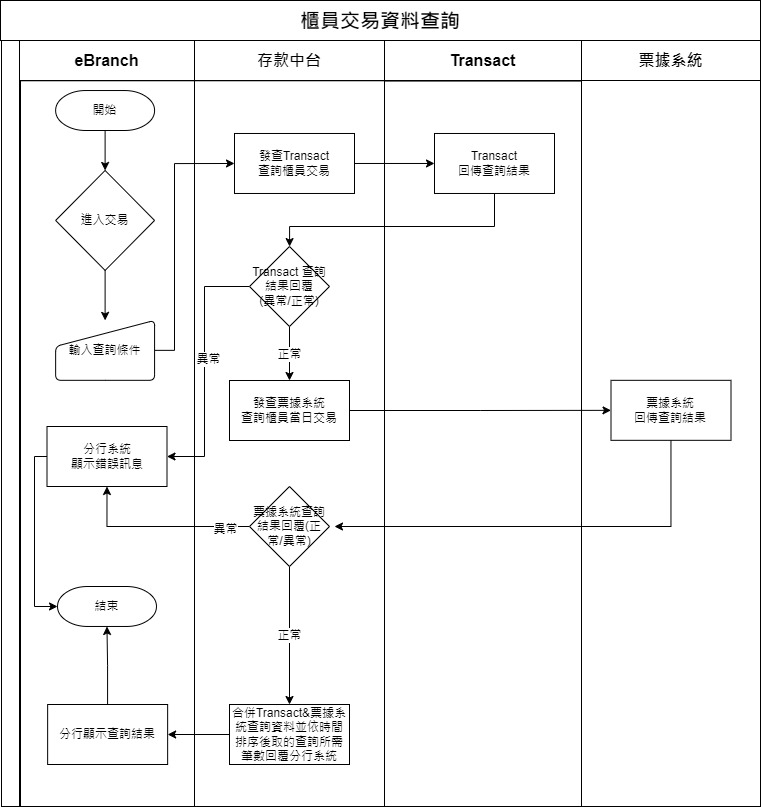 櫃員交易資料查詢
eBranch
存款中台
Transact
票據系統
開始
發查Transact
查詢櫃員交易
Transact
回傳查詢結果
進入交易
Transact 查詢
結果回覆
(異常/正常)
輸入查詢條件
異常
正常
發查票據系統
查詢櫃員當日交易
票據系統
回傳查詢結果
分行系統
顯示錯誤訊息
票據系統查詢
結果回覆(正
常/異常)
異常
結束
正常
分行顯示查詢結果
合併Transact&票據系
統查詢資料並依時間
排序後取的查詢所需
筆數回覆分行系統